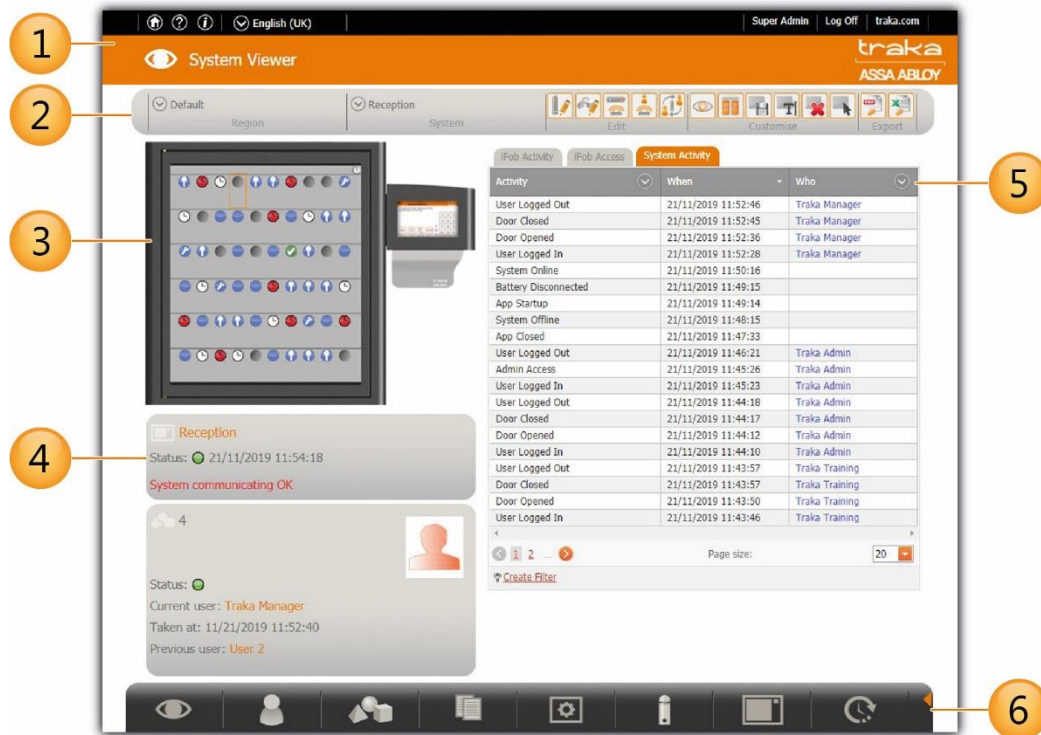 English (UK)
Super Admin
Log Off
traka.com
1
System Viewer
traka
ASSA ABLOY
2
Default
Region
Reception
System
Edit
Customise
Export
3
iFob Activity
iFob Access
System Activity
5
Activity When Who
User Logged Out 21/11/2019 11:52:46 Traka Manager
Door Closed 21/11/2019 11:52:45 Traka Manager
Door Opened 21/11/2019 11:52:36 Traka Manager
User Logged In 21/11/2019 11:52:28 Traka Manager
System Online 21/11/2019 11:50:16
Battery Disconnected 21/11/2019 11:49:15
App Startup 21/11/2019 11:49:14
System Offline 21/11/2019 11:48:15
App Closed 21/11/2019 11:47:33
User Logged Out 21/11/2019 11:46:21 Traka Admin
Admin Access 21/11/2019 11:45:26 Traka Admin
User Logged In 21/11/2019 11:45:23 Traka Admin
User Logged Out 21/11/2019 11:44:18 Traka Admin
Door Closed 21/11/2019 11:44:17 Traka Admin
Door Opened 21/11/2019 11:44:12 Traka Admin
User Logged In 21/11/2019 11:44:10 Traka Admin
User Logged Out 21/11/2019 11:43:57 Traka Training
Door Closed 21/11/2019 11:43:57 Traka Training
Door Opened 21/11/2019 11:43:50 Traka Training
User Logged In 21/11/2019 11:43:46 Traka Training
1 2 ... Page size: 20
Create Filter
4
Reception
Status: 21/11/2019 11:54:18
System communicating OK
4
Status:
Current user: Traka Manager
Taken at: 11/21/2019 11:52:40
Previous user: User 2
6